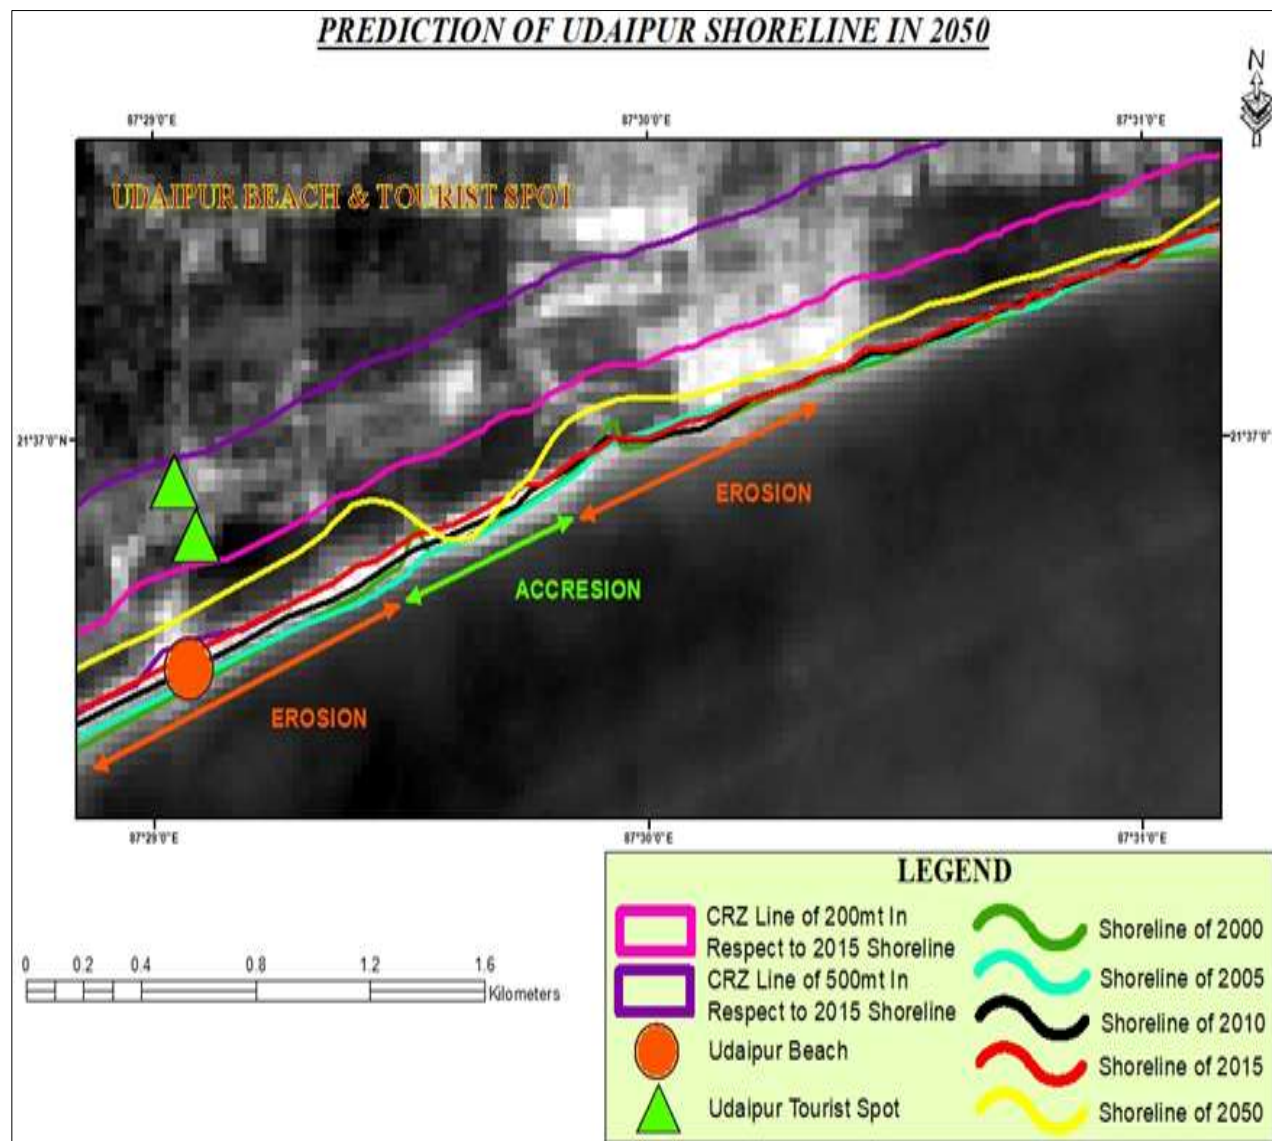 PREDICTION OF UDAIPUR SHORELINE IN 2050
N
87°29'0"E
87°30'0"E
87°31'0"E
UDAIPUR BEACH & TOURIST SPOT
21°37'0"N
21°37'0"N
EROSION
ACCRESION
EROSION
87°29'0"E
87°30'0"E
87°31'0"E
LEGEND
CRZ Line of 200mt In
Respect to 2015 Shoreline
CRZ Line of 500mt In
Respect to 2015 Shoreline
Udaipur Beach
Udaipur Tourist Spot
Shoreline of 2000
Shoreline of 2005
Shoreline of 2010
Shoreline of 2015
Shoreline of 2050
0 0.2 0.4 0.8 1.2 1.6
Kilometers